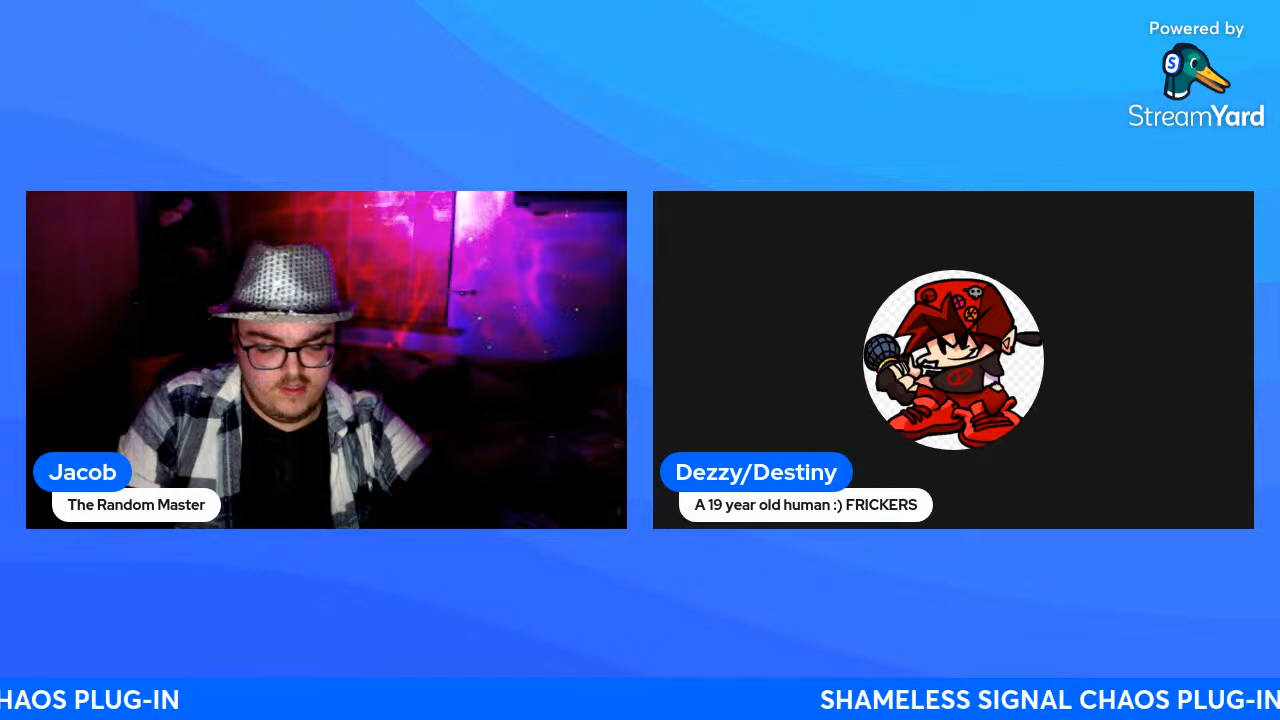 Powered by
S
StreamYard
Jacob
The Random Master
Dezzy/Destiny
A 19 year old human :) FRICKERS
HAOS PLUG-IN
SHAMELESS SIGNAL CHAOS PLUG-IN